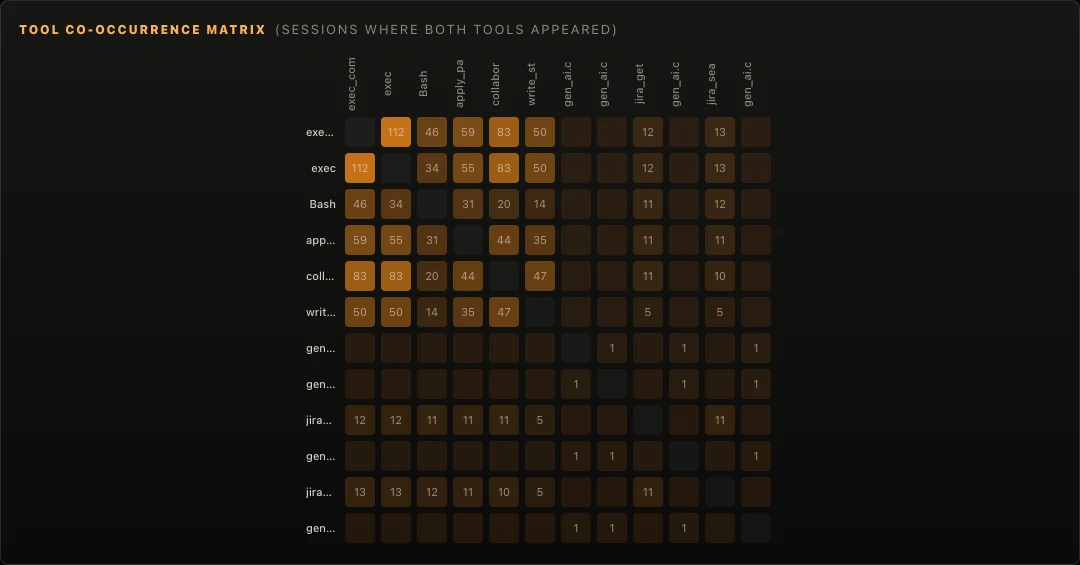 TOOL CO-OCCURRENCE MATRIX (SESSIONS WHERE BOTH TOOLS APPEARED)
exec_com exec Bash apply_pa collabor write_st gen_ai.c gen_ai.c jira_get gen_ai.c jira_sea gen_ai.c
exe... 112 46 59 83 50 12 13
exec 112 34 55 83 50 12 13
Bash 46 34 31 20 14 11 12
app... 59 55 31 44 35 11 11
coll... 83 83 20 44 47 11 10
writ... 50 50 14 35 47 5 5
gen... 1 1 1
gen... 1 1 1
jira... 12 12 11 11 11 5 11
gen... 1 1 1
jira... 13 13 12 11 10 5 11
gen... 1 1 1